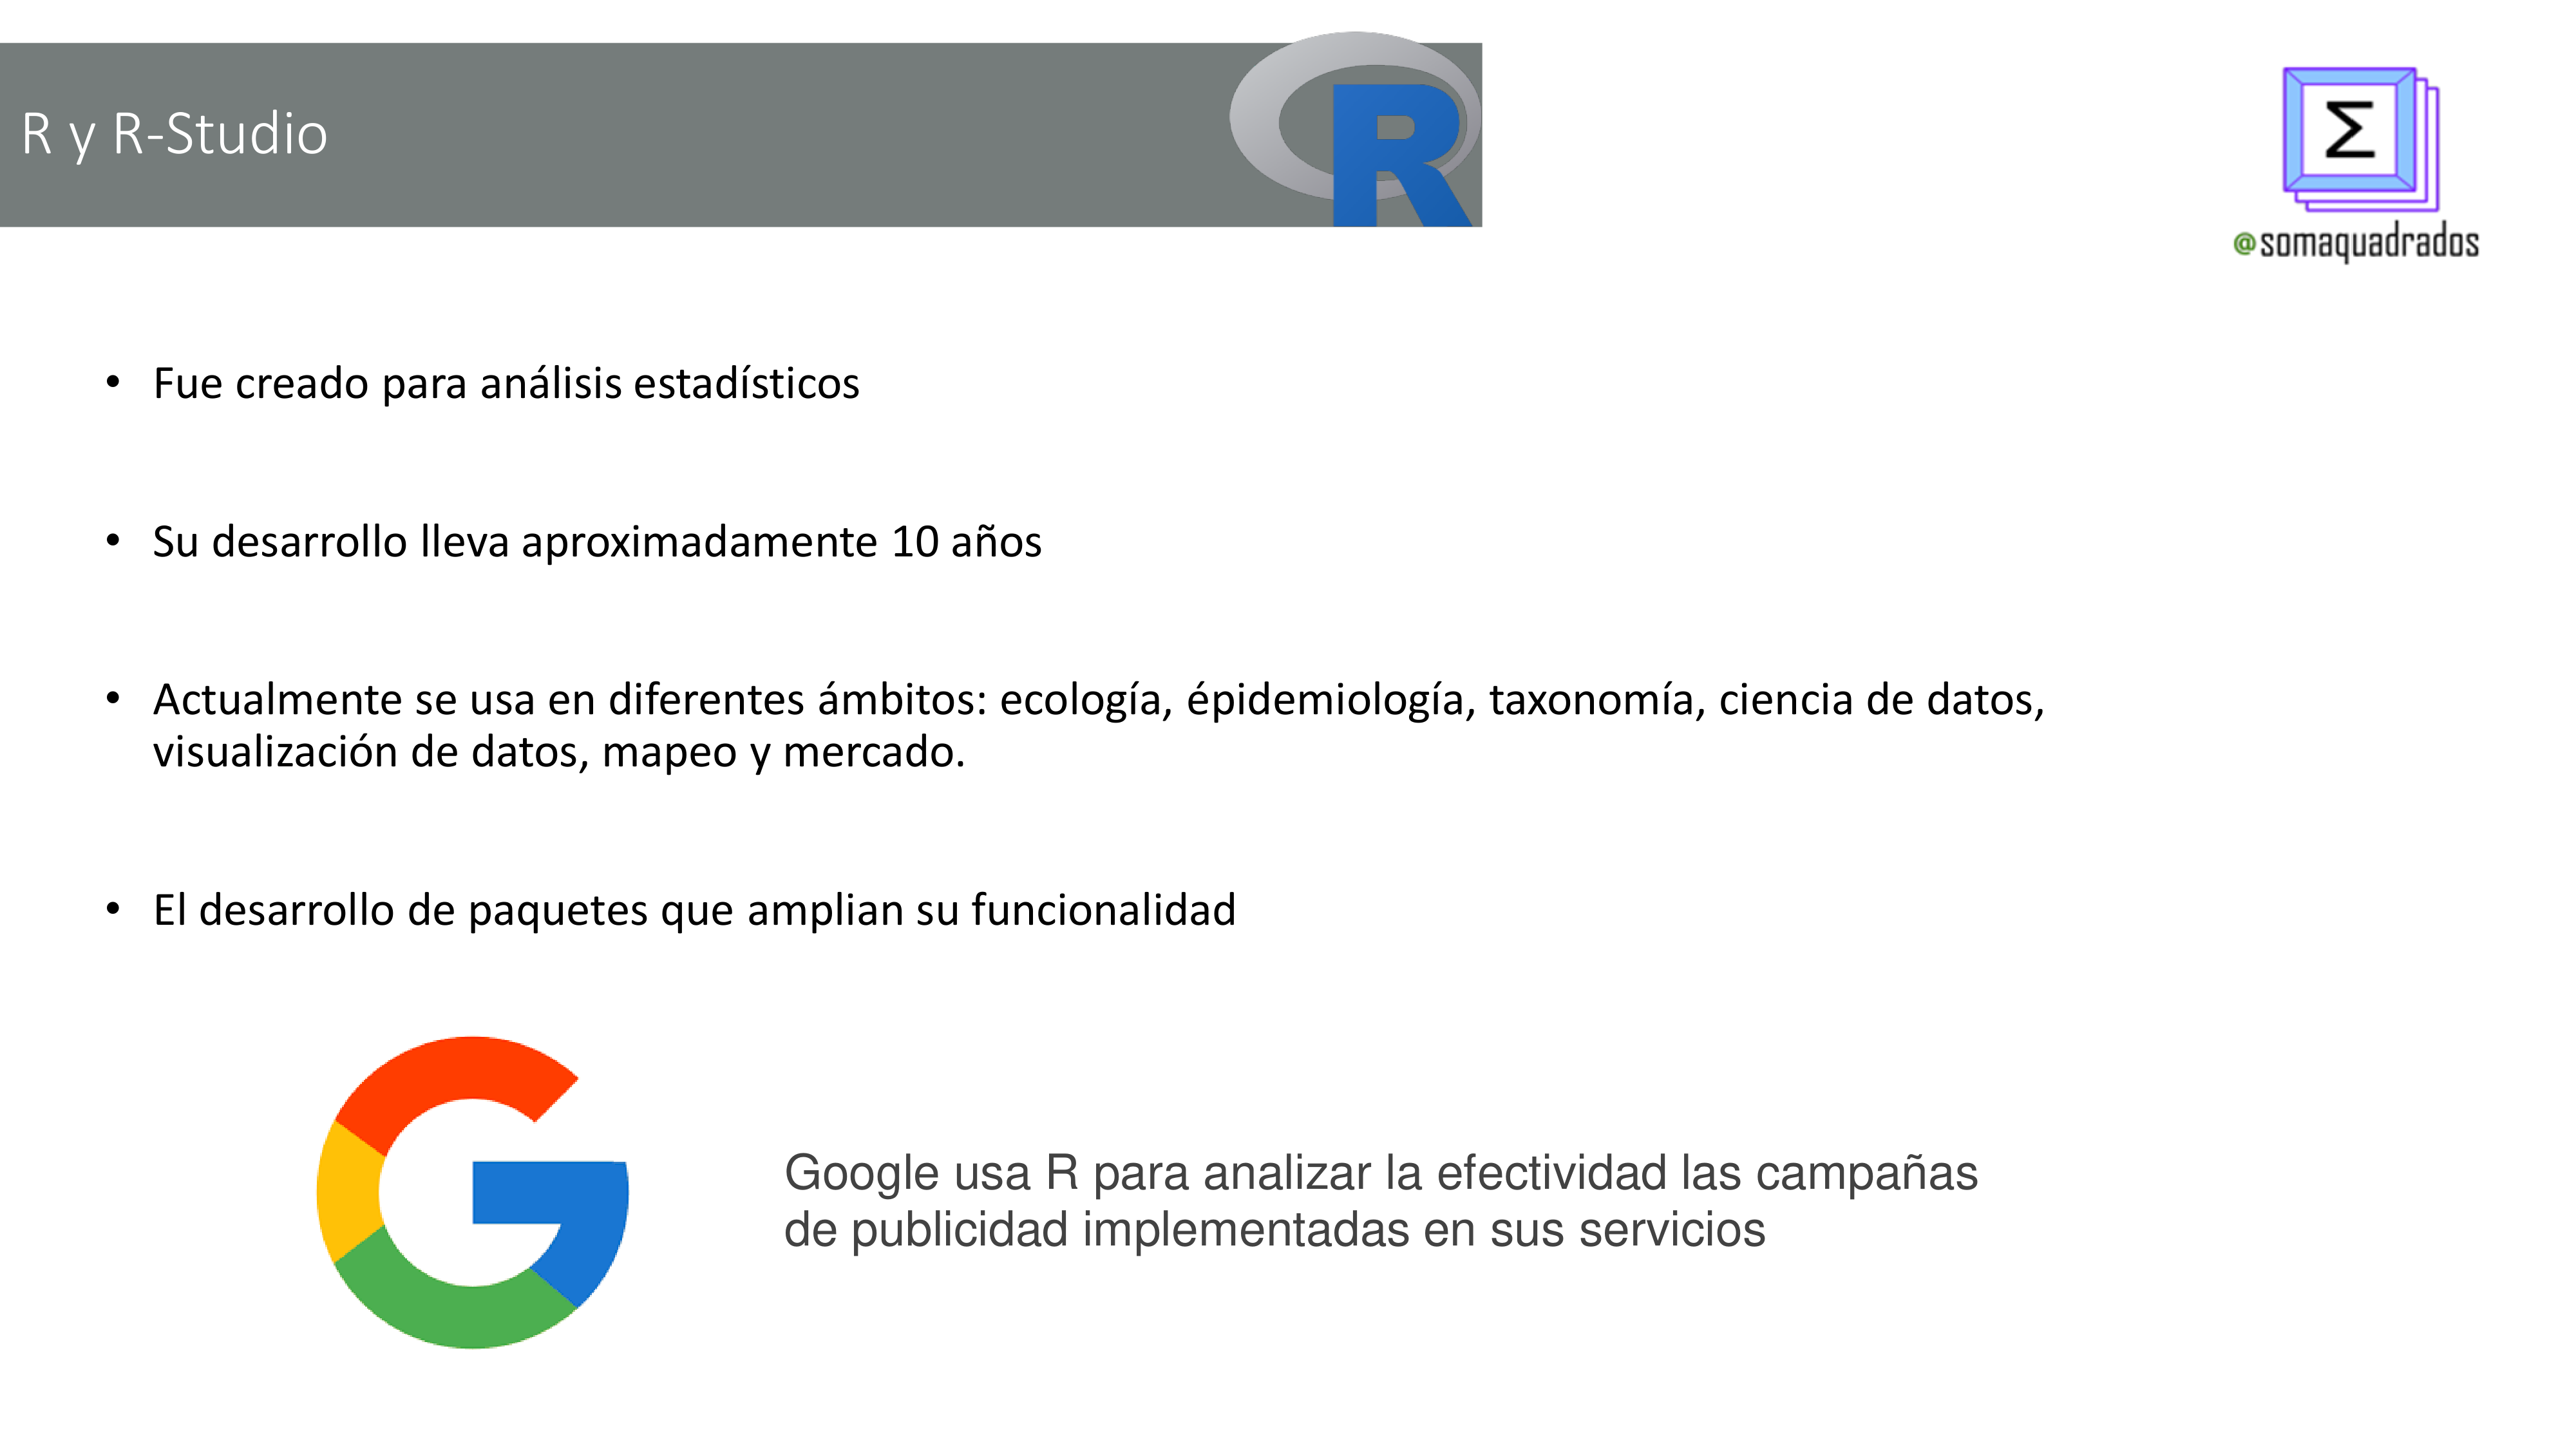 R y R-Studio
R
Σ
@somaquadrados
• Fue creado para análisis estadísticos
• Su desarrollo lleva aproximadamente 10 años
• Actualmente se usa en diferentes ámbitos: ecología, épidemiología, taxonomía, ciencia de datos,
visualización de datos, mapeo y mercado.
• El desarrollo de paquetes que amplian su funcionalidad
G
Google usa R para analizar la efectividad las campañas
de publicidad implementadas en sus servicios